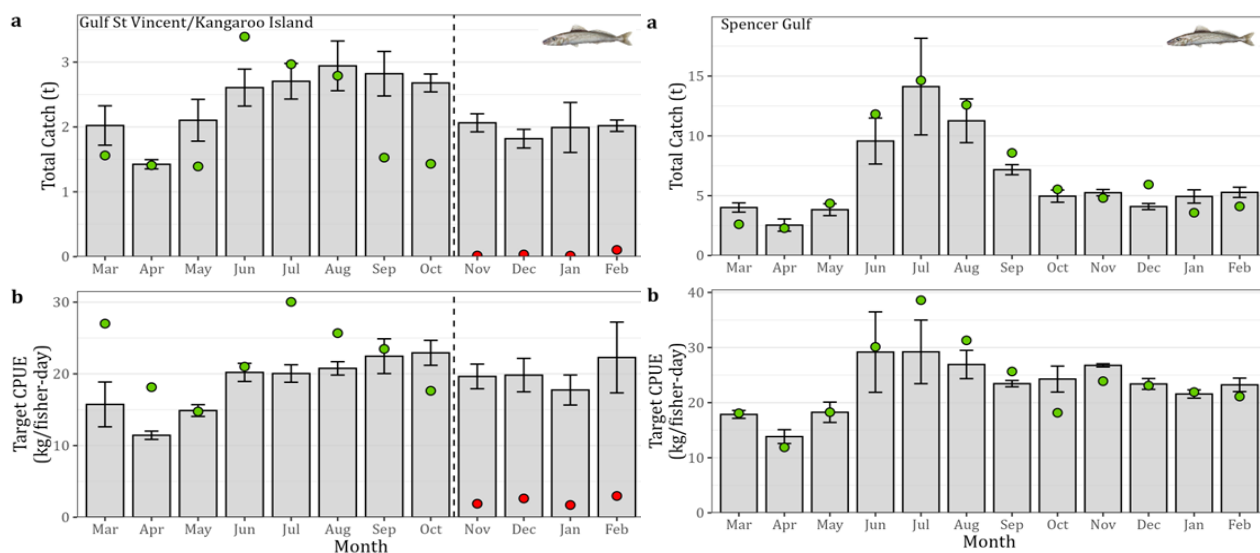 a
Gulf St Vincent/Kangaroo Island
Total Catch (t)
3
2
1
0
Mar Apr May Jun Jul Aug Sep Oct Nov Dec Jan Feb
b
Target CPUE
(kg/fisher-day)
30
20
10
0
Mar Apr May Jun Jul Aug Sep Oct Nov Dec Jan Feb
Month
a
Spencer Gulf
Total Catch (t)
15
10
5
0
Mar Apr May Jun Jul Aug Sep Oct Nov Dec Jan Feb
b
Target CPUE
(kg/fisher-day)
40
30
20
10
0
Mar Apr May Jun Jul Aug Sep Oct Nov Dec Jan Feb
Month